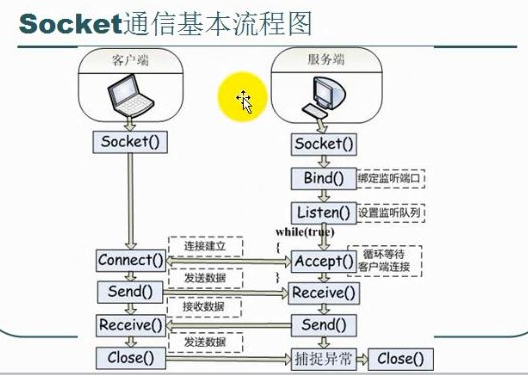 Socket通信基本流程图
客户端
服务端
Socket()
Socket()
Bind()
绑定监听端口
Listen()
设置监听队列
while(true)
{
连接建立
Connect()
Accept()
循环等待
客户端连接
发送数据
}
Send()
Receive()
接收数据
Receive()
Send()
发送数据
Close()
捕捉异常
Close()